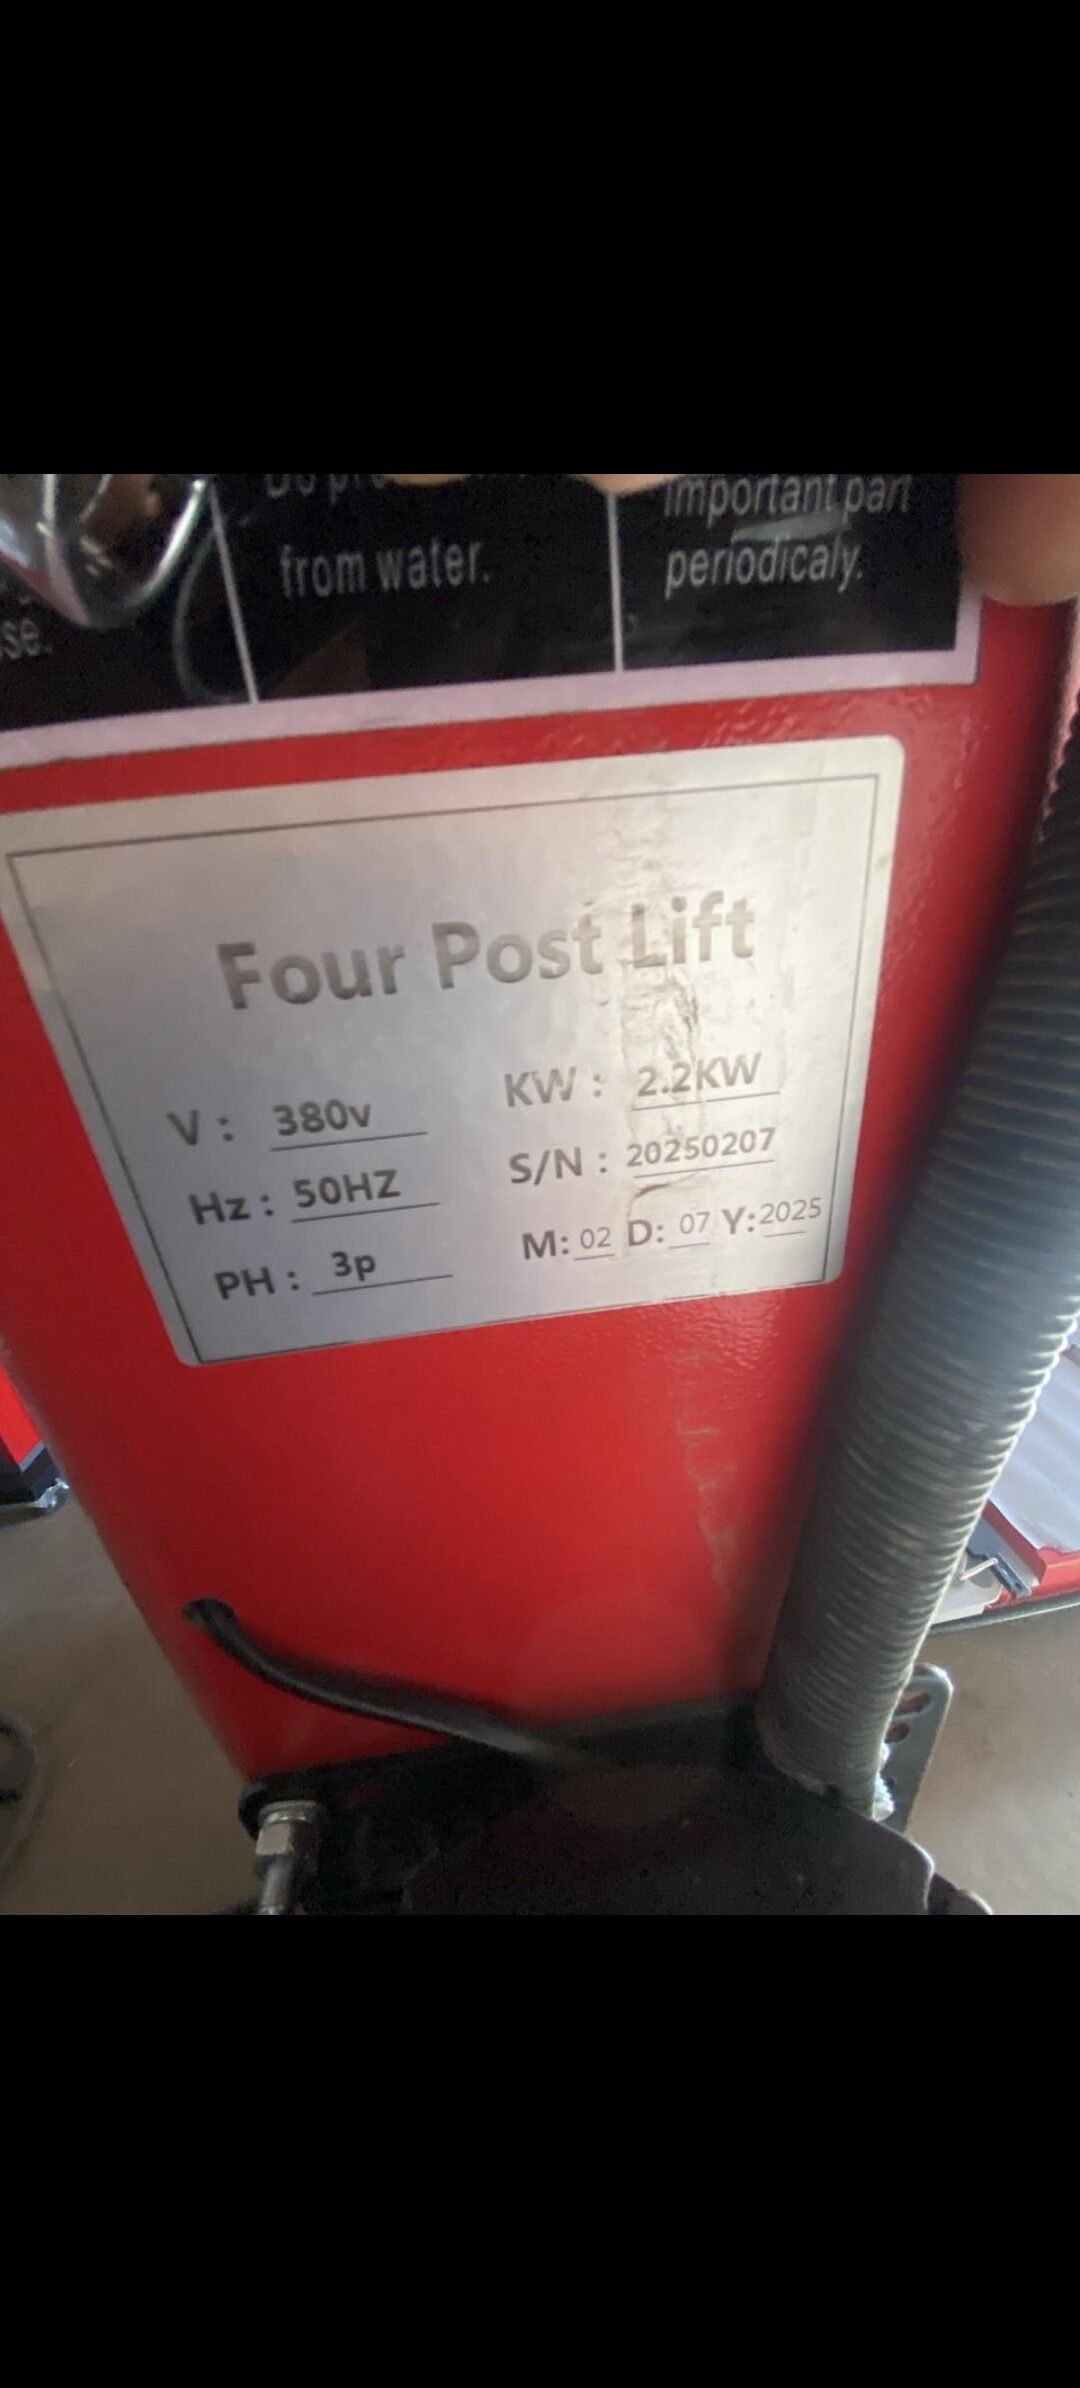 from water.
important part
periodicaly.
se.
Four Post Lift
V : 380v
KW : 2.2KW
Hz : 50HZ
S/N : 20250207
PH : 3p
M: 02 D: 07 Y: 2025